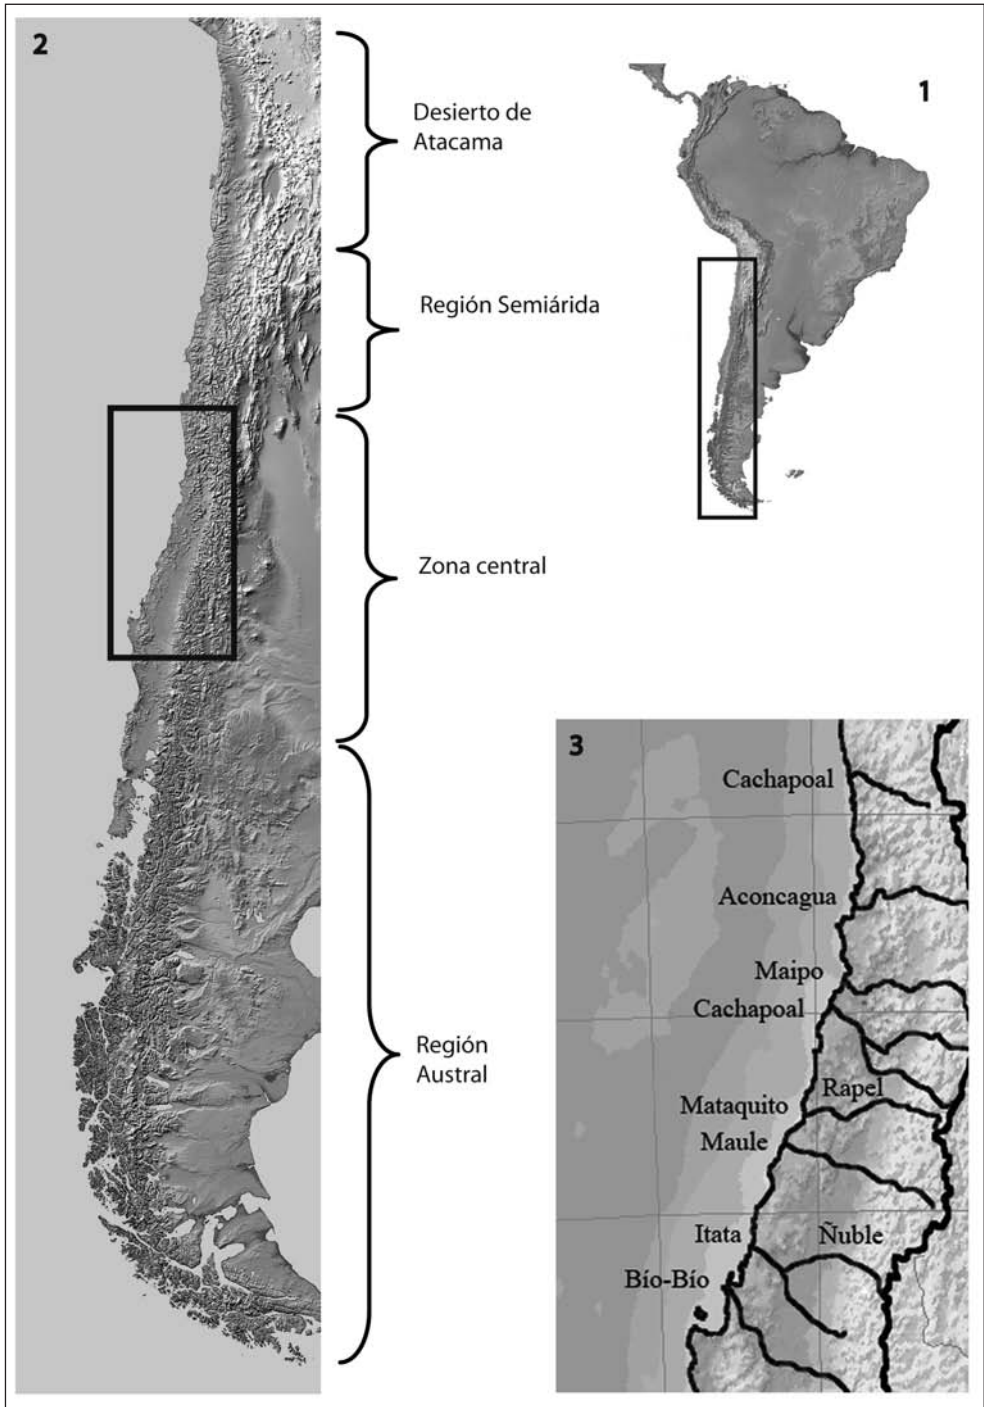 2
Desierto de
Atacama
Región Semiárida
Zona central
Región
Austral
1
3
Cachapoal
Aconcagua
Maipo
Cachapoal
Rapel
Mataquito
Maule
Itata
Ñuble
Bío-Bío